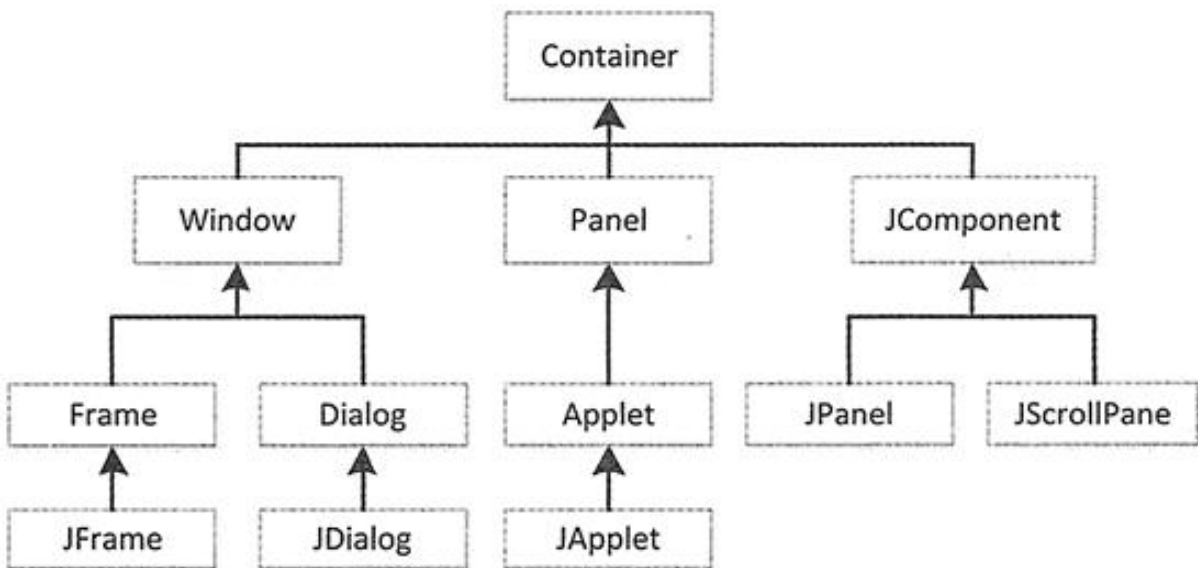 Container
Window
Panel
JComponent
Frame
Dialog
Applet
JPanel
JScrollPane
JFrame
JDialog
JApplet